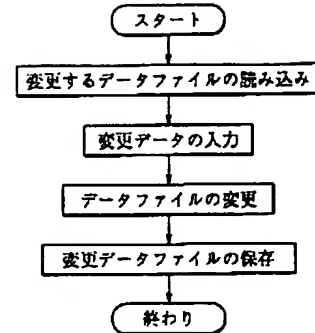 スタート
変更するデータファイルの読み込み
変更データの入力
データファイルの変更
変更データファイルの保存
終わり